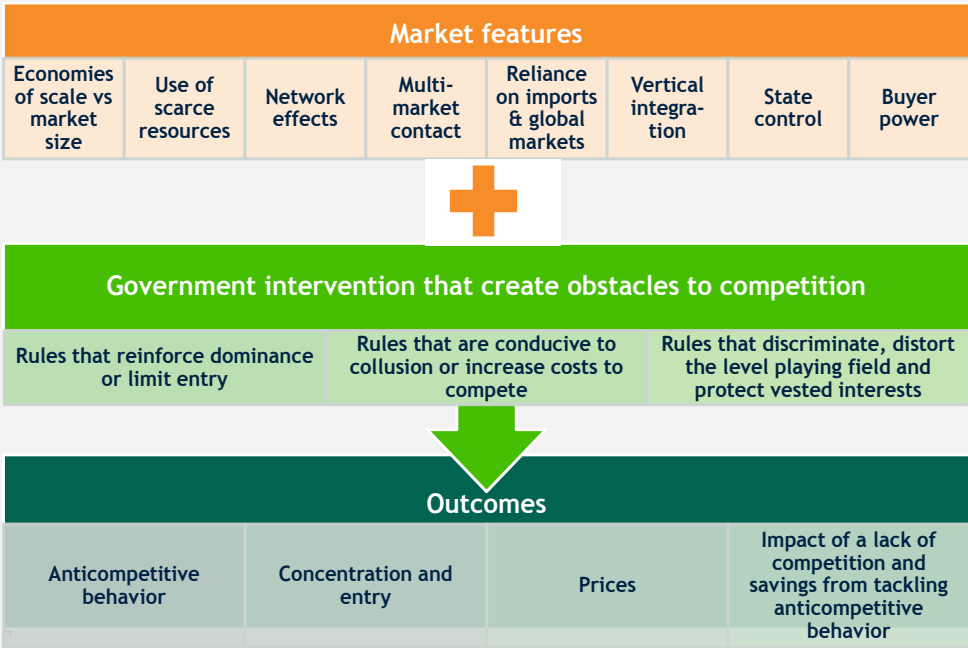 Market features
Economies
of scale vs
market
size
Use of
scarce
resources
Network
effects
Multi-
market
contact
Reliance
on imports
& global
markets
Vertical
integra-
tion
State
control
Buyer
power
Government intervention that create obstacles to competition
Rules that reinforce dominance
or limit entry
Rules that are conducive to
collusion or increase costs to
compete
Rules that discriminate, distort
the level playing field and
protect vested interests
Outcomes
Anticompetitive
behavior
Concentration and
entry
Prices
Impact of a lack of
competition and
savings from tackling
anticompetitive
behavior